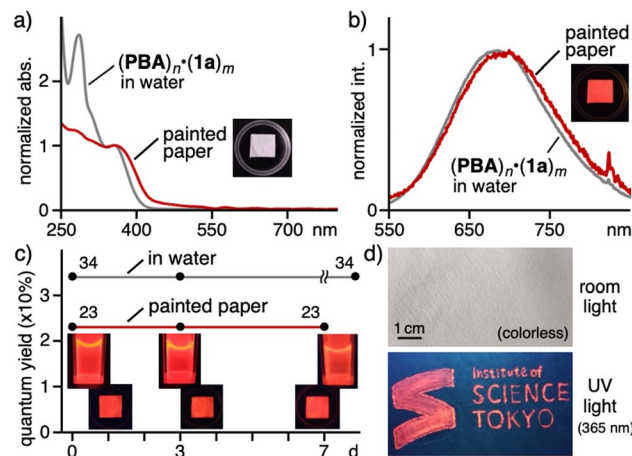 a)
normalized abs.
2
1
0
250
400
550
700
nm
(PBA)n•(1a)m
in water
painted
paper
b)
normalized int.
1
0
550
650
750
nm
painted
paper
(PBA)n•(1a)m
in water
c)
quantum yield (x10%)
3
2
1
0
0
3
7
d
34
in water
34
23
painted paper
23
d)
1 cm
(colorless)
room
light
Institute of
SCIENCE
TOKYO
UV
light
(365 nm)